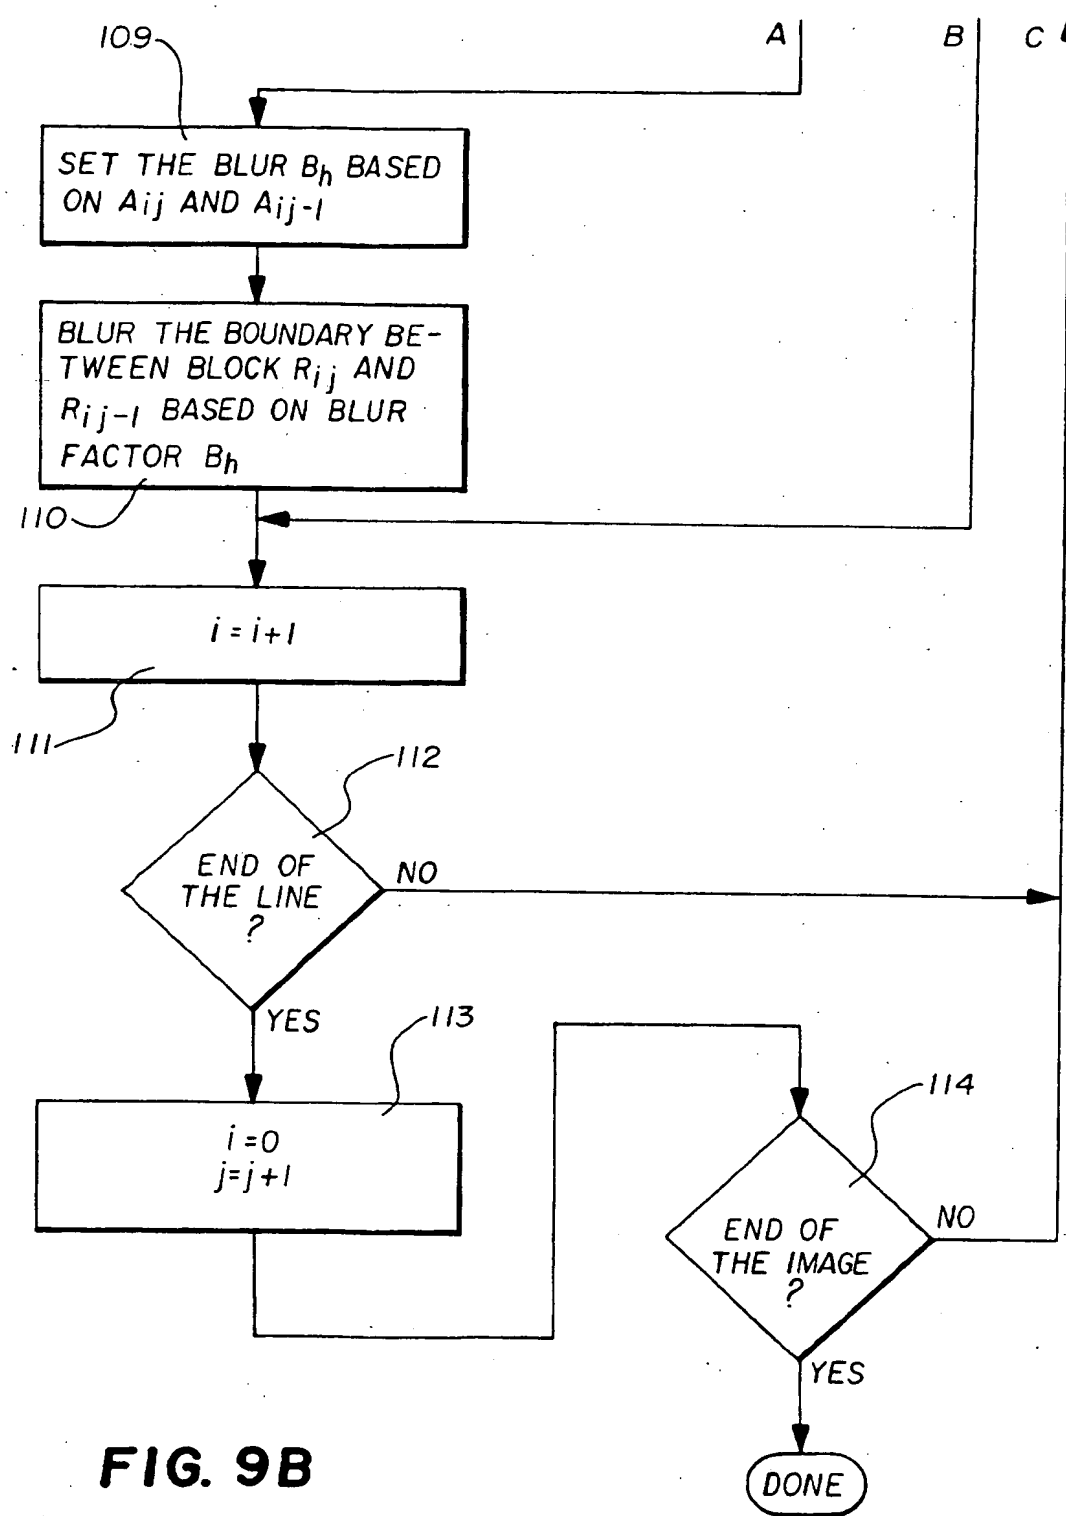 A
B
C
109
SET THE BLUR Bh BASED
ON Aij AND Aij-1
BLUR THE BOUNDARY BE-
TWEEN BLOCK Rij AND
Rij-1 BASED ON BLUR
FACTOR Bh
110
i = i+1
111
112
END OF
THE LINE
?
NO
YES
113
i = 0
j = j+1
114
END OF
THE IMAGE
?
NO
YES
DONE
FIG. 9B